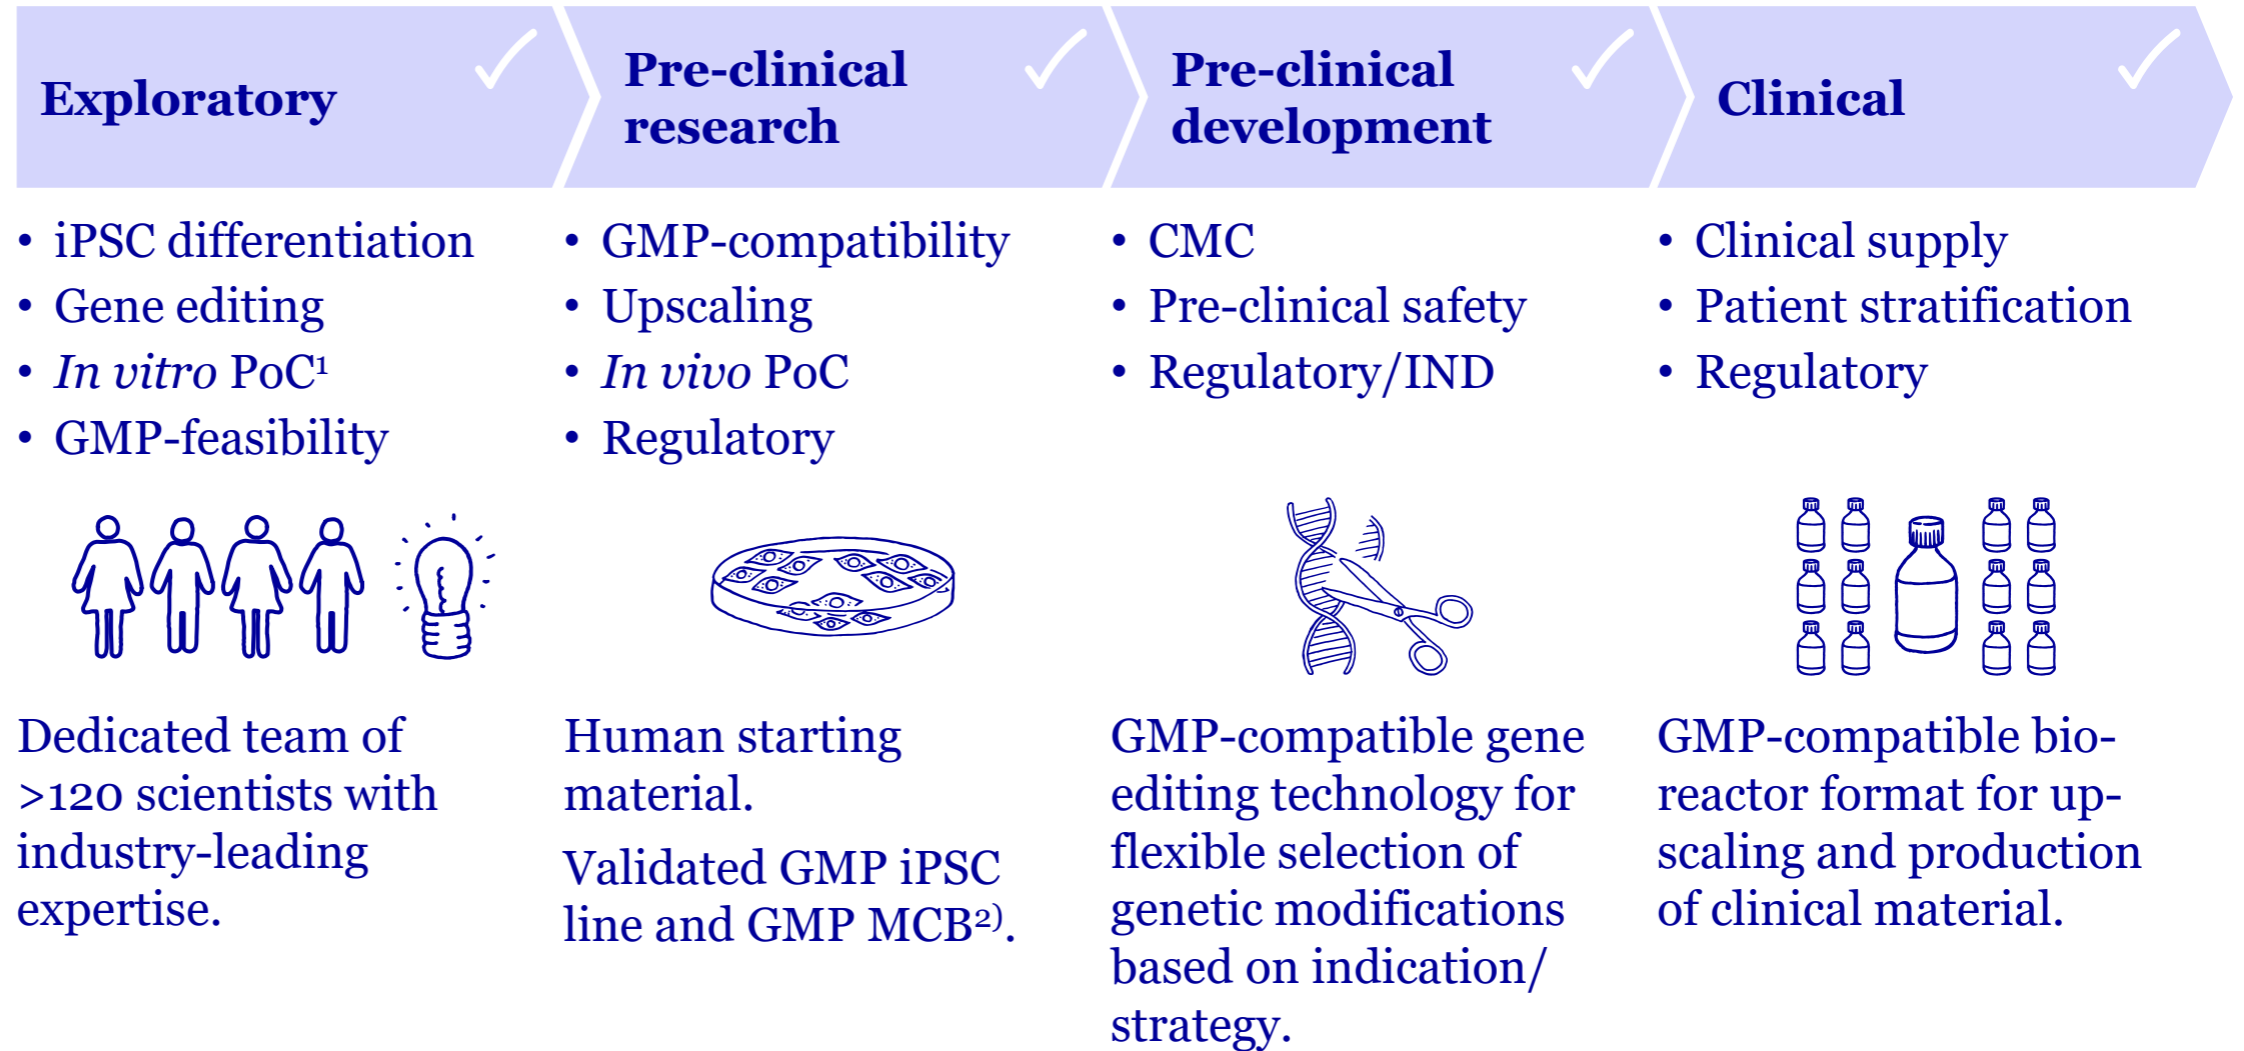 Exploratory
• iPSC differentiation
• Gene editing
• In vitro PoC¹
• GMP-feasibility
Dedicated team of
>120 scientists with
industry-leading
expertise.
Pre-clinical
research
• GMP-compatibility
• Upscaling
• In vivo PoC
• Regulatory
Human starting
material.
Validated GMP iPSC
line and GMP MCB²⁾.
Pre-clinical
development
• CMC
• Pre-clinical safety
• Regulatory/IND
GMP-compatible gene
editing technology for
flexible selection of
genetic modifications
based on indication/
strategy.
Clinical
• Clinical supply
• Patient stratification
• Regulatory
GMP-compatible bio-
reactor format for up-
scaling and production
of clinical material.